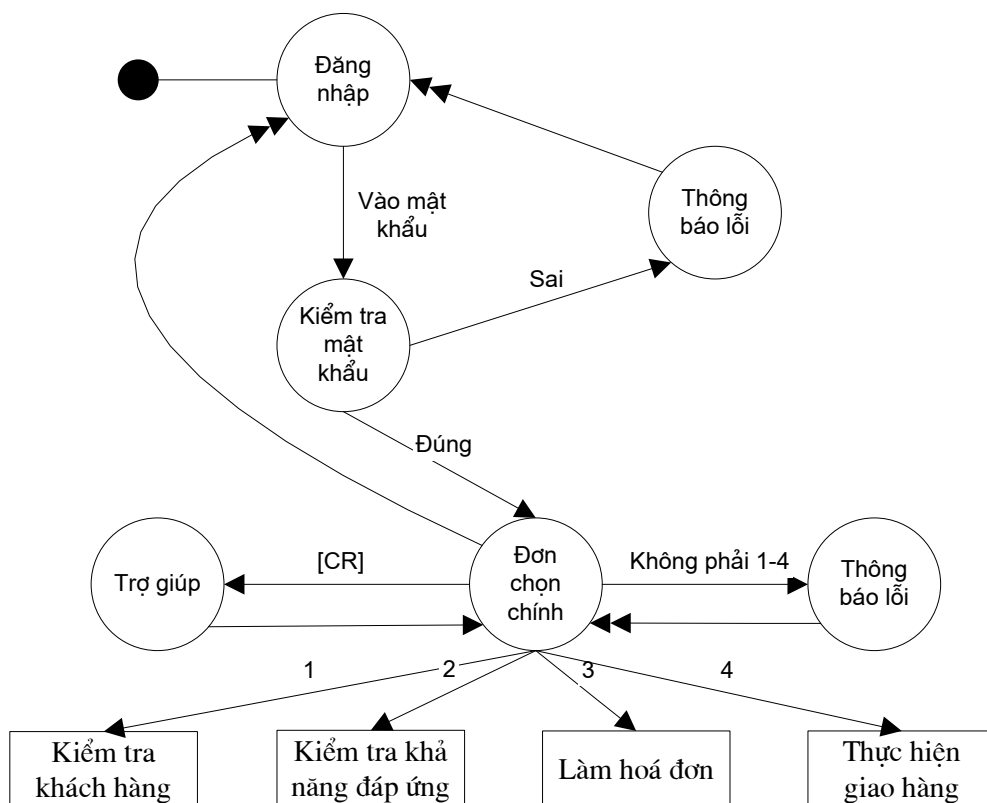 Đăng
nhập
Vào mật
khẩu
Thông
báo lỗi
Sai
Kiểm tra
mật
khẩu
Đúng
Trợ giúp
[CR]
Đơn
chọn
chính
Không phải 1-4
Thông
báo lỗi
1
2
3
4
Kiểm tra
khách hàng
Kiểm tra khả
năng đáp ứng
Làm hoá đơn
Thực hiện
giao hàng